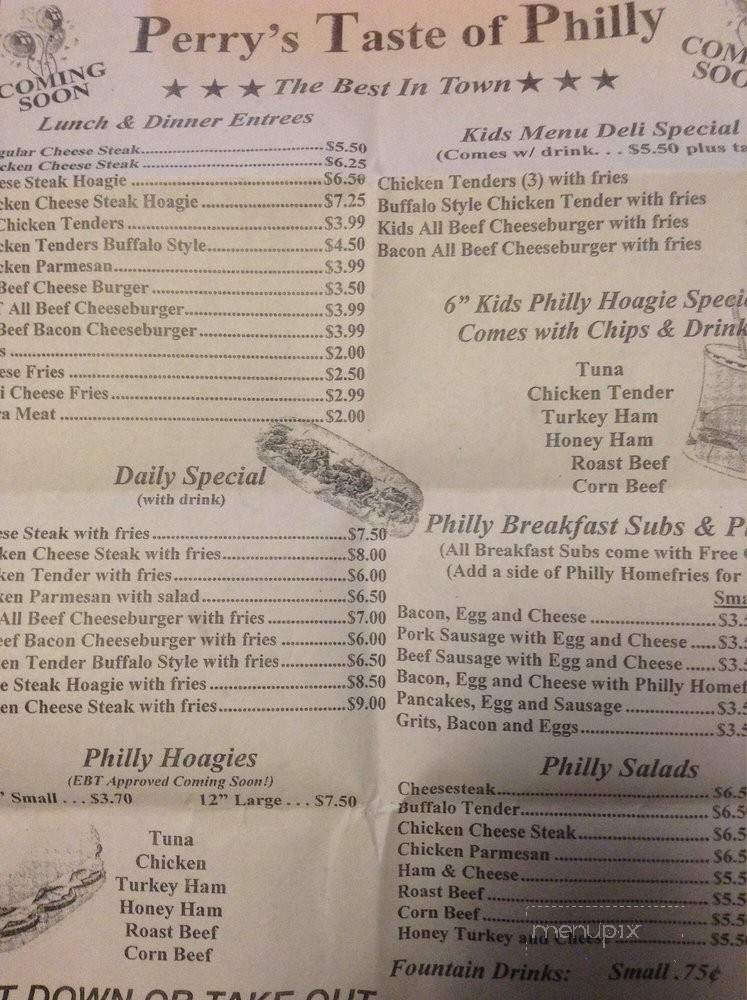 Perry's Taste of Philly
COMING SOON
★ ★ ★ The Best In Town ★ ★ ★
Lunch & Dinner Entrees
Cheese Steak $5.50
Cheese Steak $6.25
Steak Hoagie $6.50
Cheese Steak Hoagie $7.25
Chicken Tenders $3.99
Tenders Buffalo Style $4.50
Parmesan $3.99
Beef Cheese Burger $3.50
All Beef Cheeseburger $3.99
Beef Bacon Cheeseburger $3.99
$2.00
Fries $2.50
Cheese Fries $2.99
Meat $2.00
Daily Special
(with drink)
Steak with fries $7.50
Cheese Steak with fries $8.00
Tender with fries $6.00
Parmesan with salad $6.50
All Beef Cheeseburger with fries $7.00
Bacon Cheeseburger with fries $6.00
Tender Buffalo Style with fries $6.50
Steak Hoagie with fries $8.50
Cheese Steak with fries $9.00
Philly Hoagies
(EBT Approved Coming Soon!)
Small . . . $3.70 12" Large . . . $7.50
Tuna
Chicken
Turkey Ham
Honey Ham
Roast Beef
Corn Beef
DOWN OR TAKE OUT
Kids Menu Deli Special
(Comes w/ drink. . . $5.50 plus
Chicken Tenders (3) with fries
Buffalo Style Chicken Tender with fries
Kids All Beef Cheeseburger with fries
Bacon All Beef Cheeseburger with fries
6" Kids Philly Hoagie
Comes with Chips & Drink
Tuna
Chicken Tender
Turkey Ham
Honey Ham
Roast Beef
Corn Beef
Philly Breakfast Subs &
(All Breakfast Subs come with Free
(Add a side of Philly Homefries for
Bacon, Egg and Cheese
Pork Sausage with Egg and Cheese
Beef Sausage with Egg and Cheese
Bacon, Egg and Cheese with Philly
Pancakes, Egg and Sausage
Grits, Bacon and Eggs
Philly Salads
Cheesesteak
Buffalo Tender
Chicken Cheese Steak
Chicken Parmesan
Ham & Cheese
Roast Beef
Corn Beef
Honey Turkey and Cheese
menupix
Fountain Drinks: Small .75¢